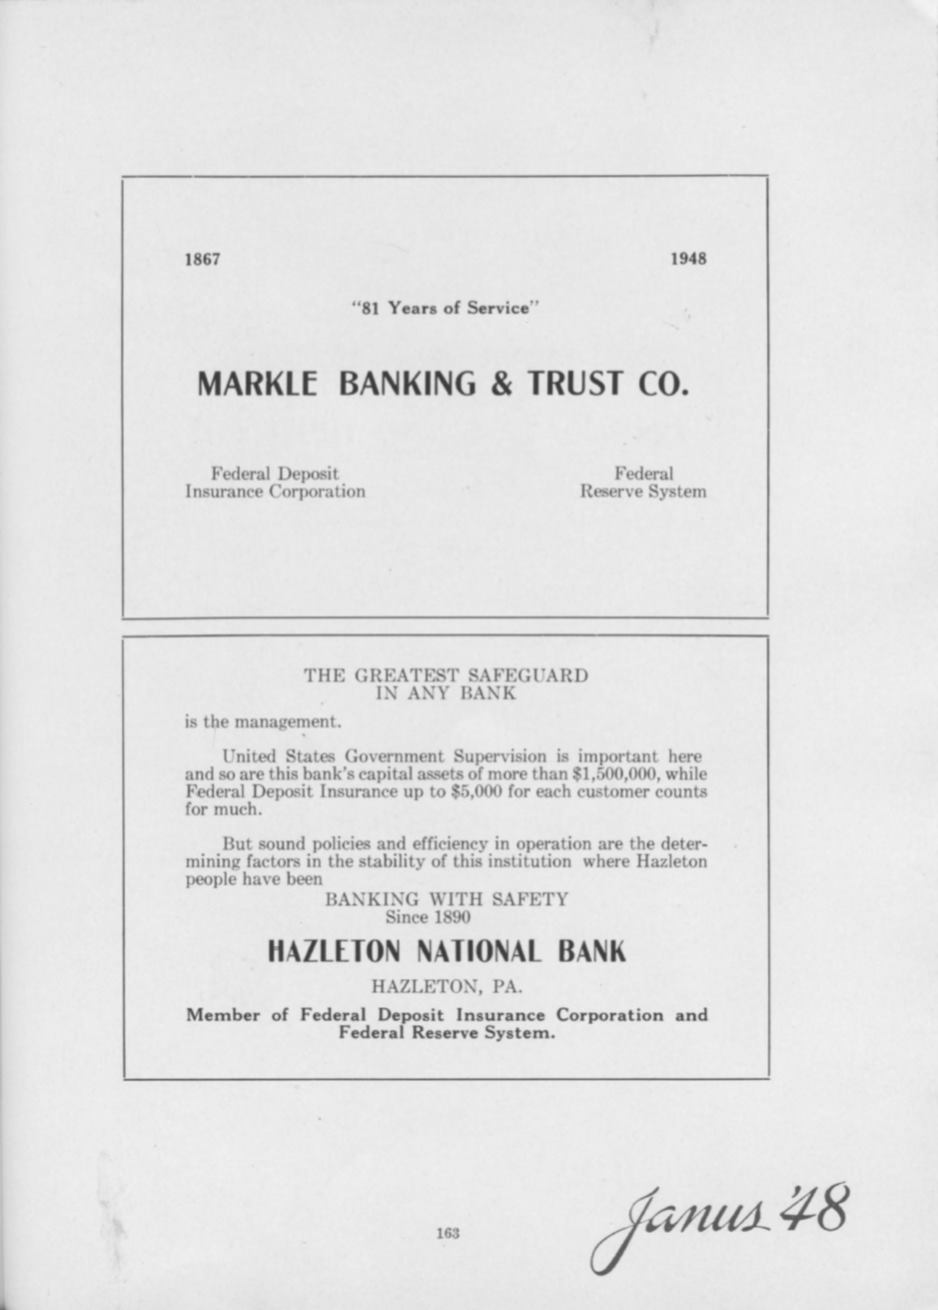 1867 1948
"81 Years of Service"
MARKLE BANKING & TRUST CO.
Federal Deposit Federal
Insurance Corporation Reserve System
THE GREATEST SAFEGUARD
IN ANY BANK
is the management.
United States Government Supervision is important here
and so are this bank's capital assets of more than $1,500,000, while
Federal Deposit Insurance up to $5,000 for each customer counts
for much.
But sound policies and efficiency in operation are the deter-
mining factors in the stability of this institution where Hazleton
people have been
BANKING WITH SAFETY
Since 1890
HAZLETON NATIONAL BANK
HAZLETON, PA.
Member of Federal Deposit Insurance Corporation and
Federal Reserve System.
163
Janus '48